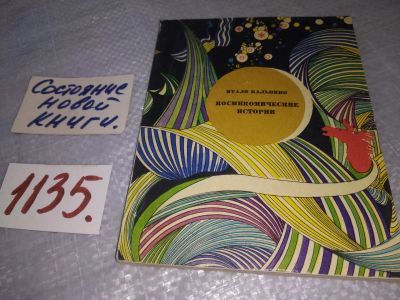 Состояние
новой
книги.
1135.
ИТАЛО КАЛЬВИНО
КОСМИКОМИЧЕСКИЕ
ИСТОРИИ